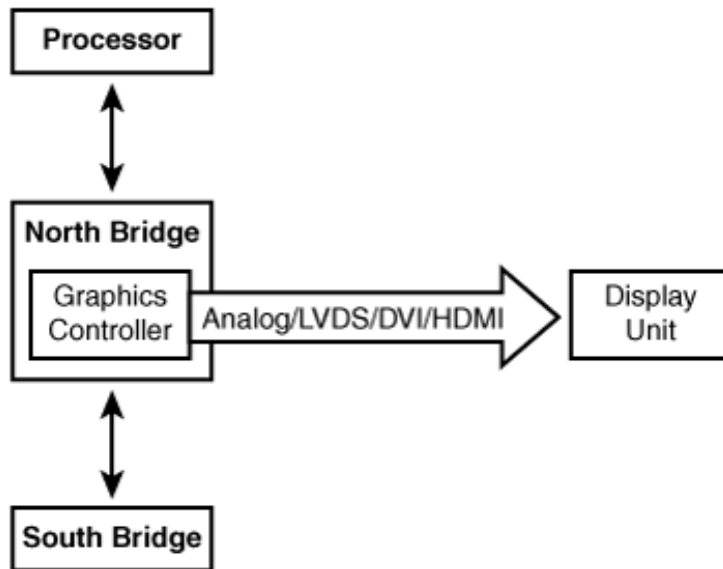 Processor
North Bridge
Graphics
Controller
Analog/LVDS/DVI/HDMI
Display
Unit
South Bridge